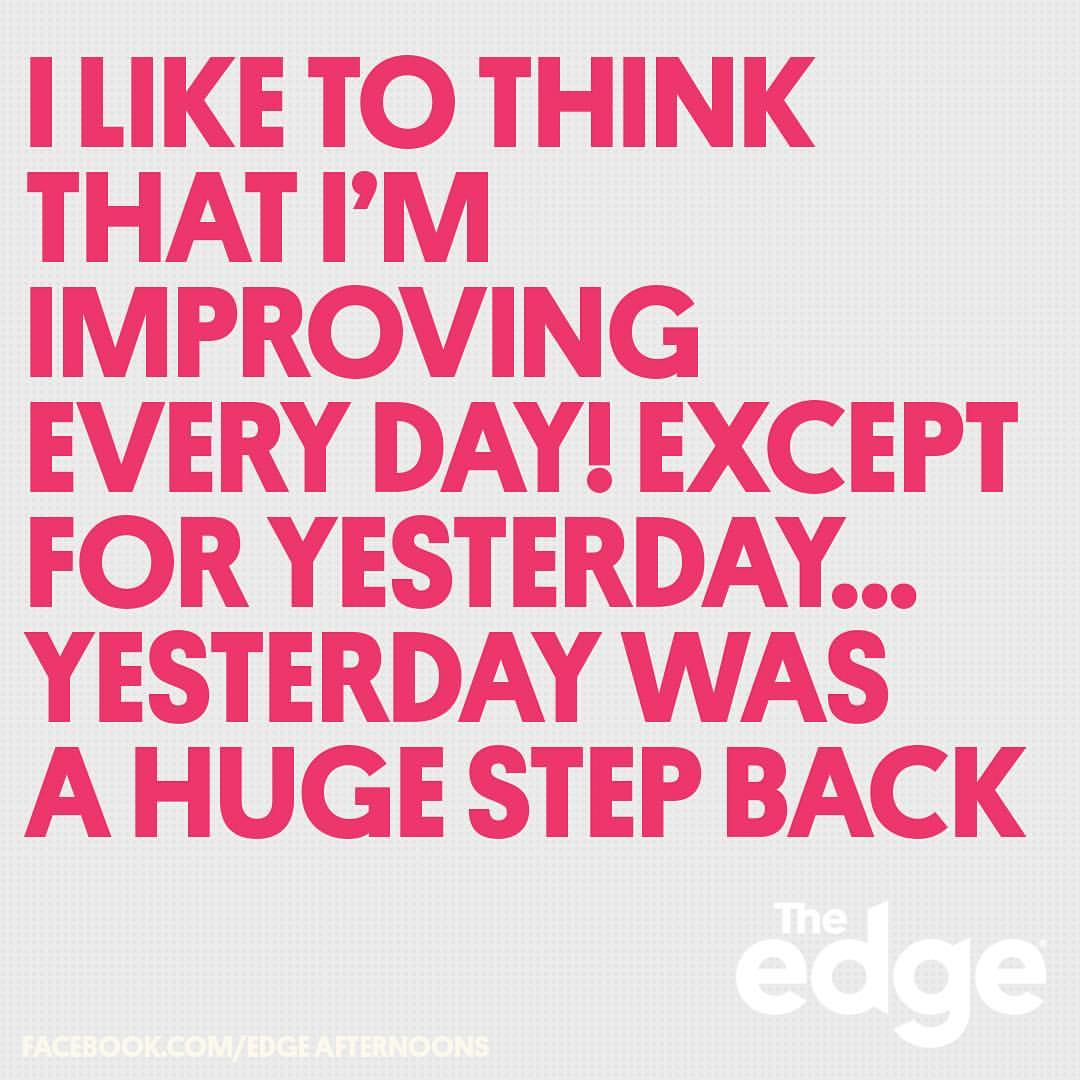 I LIKE TO THINK
THAT I'M
IMPROVING
EVERY DAY! EXCEPT
FOR YESTERDAY...
YESTERDAY WAS
A HUGE STEP BACK
The
edge
FACEBOOK.COM/EDGE AFTERNOONS